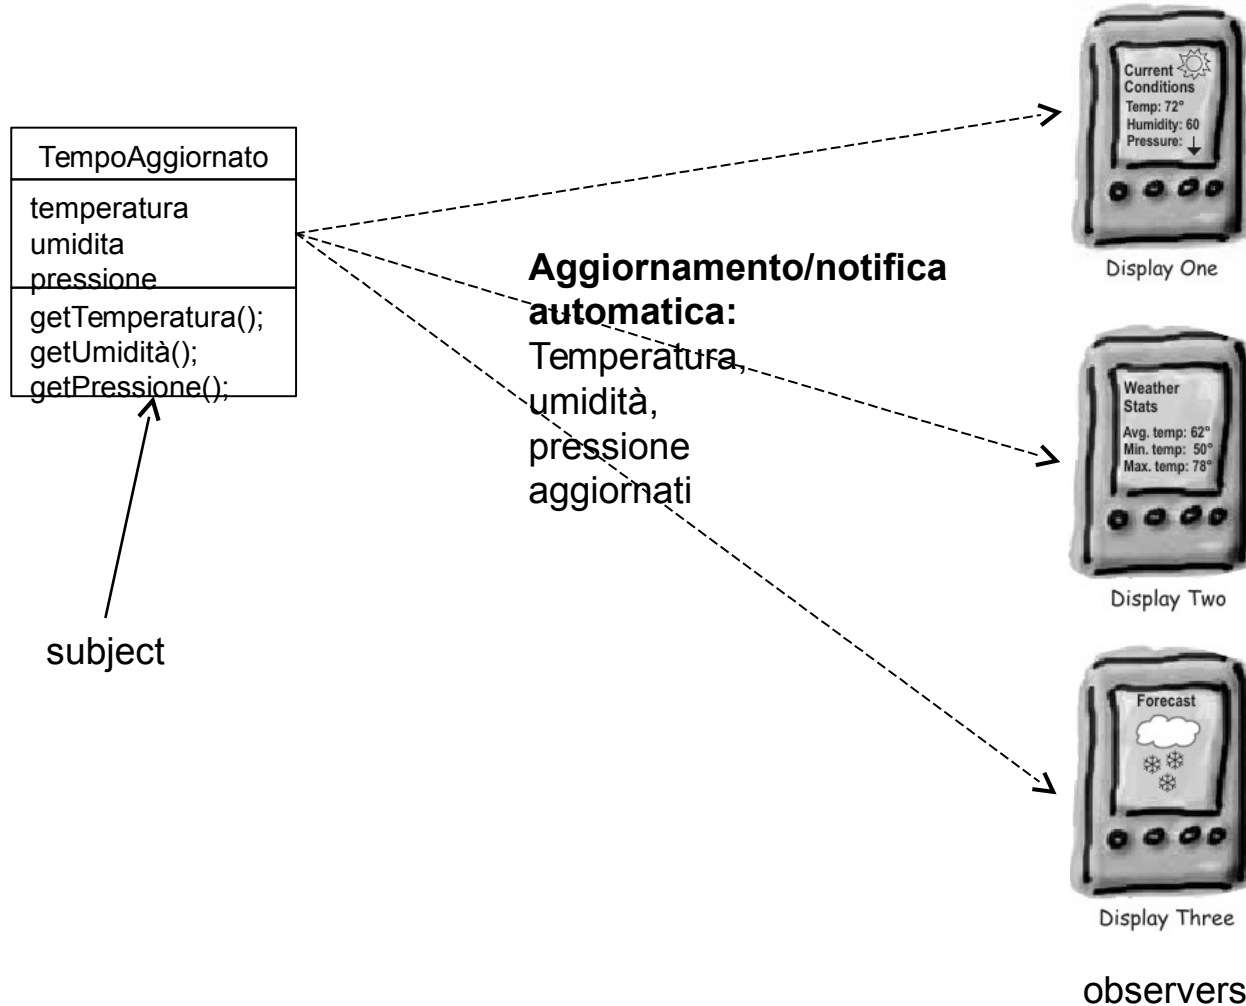 TempoAggiornato
temperatura
umidita
pressione
getTemperatura();
getUmidità();
getPressione();
subject
Aggiornamento/notifica
automatica:
Temperatura,
umidità,
pressione
aggiornati
Current
Conditions
Temp: 72°
Humidity: 60
Pressure:
Display One
Weather
Stats
Avg. temp: 62°
Min. temp: 50°
Max. temp: 78°
Display Two
Forecast
Display Three
observers